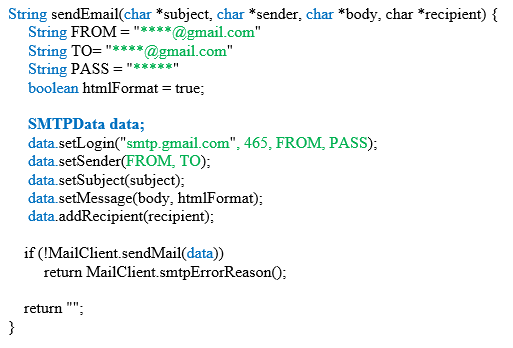 String sendEmail(char *subject, char *sender, char *body, char *recipient) {
String FROM = "****@gmail.com"
String TO= "****@gmail.com"
String PASS = "*****"
boolean htmlFormat = true;
SMTPData data;
data.setLogin("smtp.gmail.com", 465, FROM, PASS);
data.setSender(FROM, TO);
data.setSubject(subject);
data.setMessage(body, htmlFormat);
data.addRecipient(recipient);
if (!MailClient.sendMail(data))
return MailClient.smtpErrorReason();
return "";
}